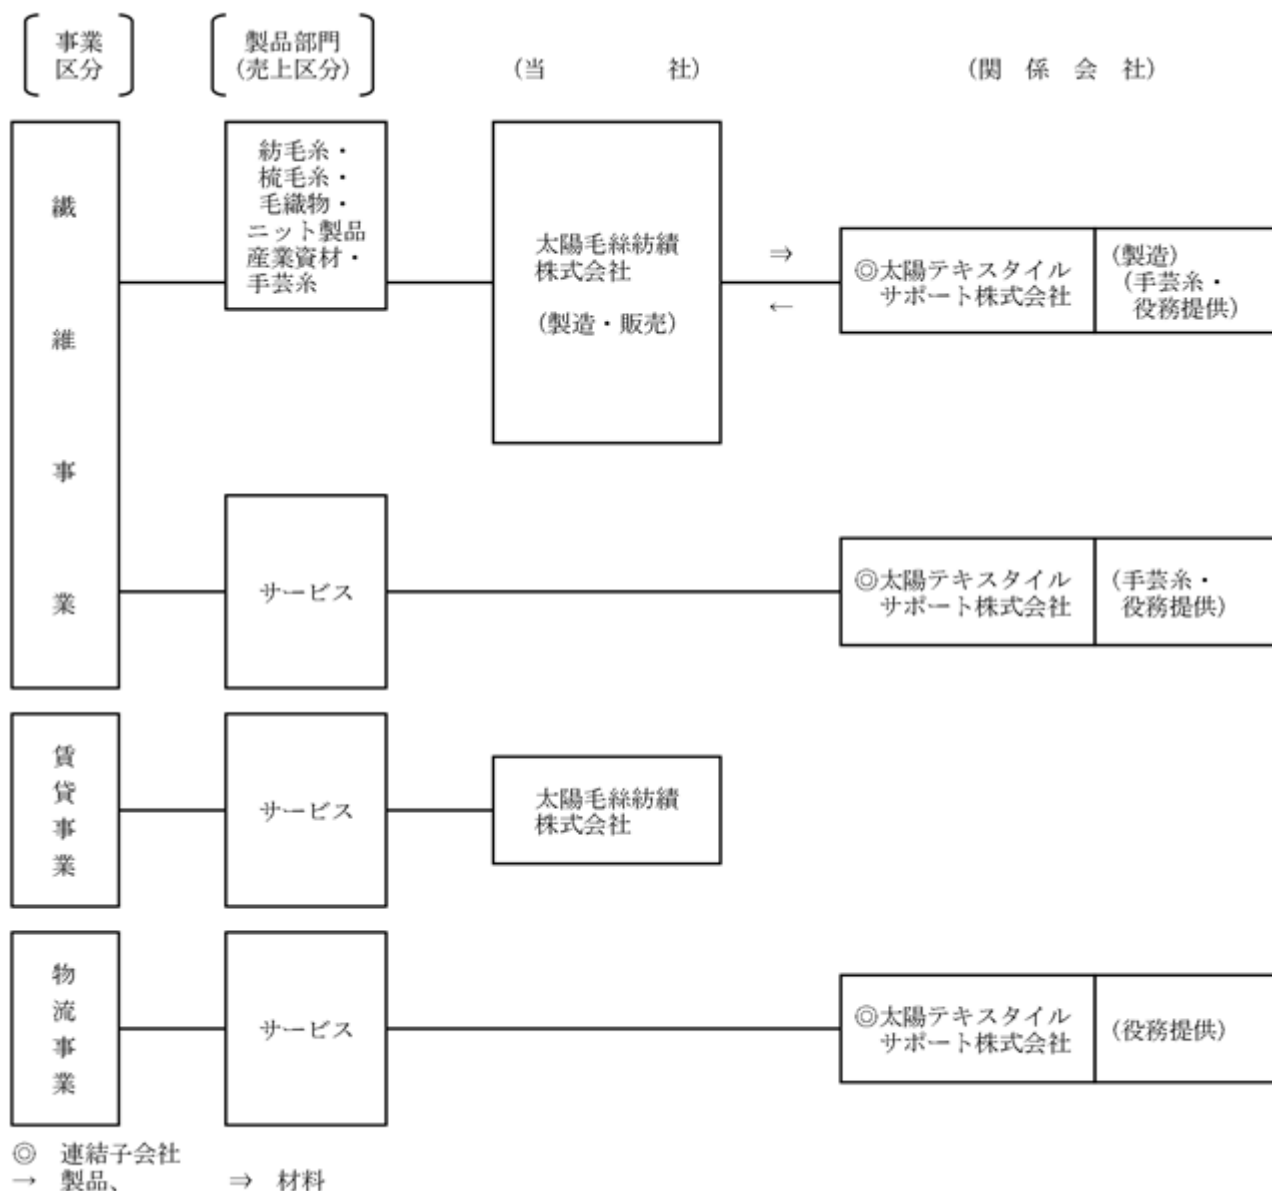 事業
区分
製品部門
(売上区分)
(当 社)
(関 係 会 社)
繊維事業
紡毛糸・
梳毛糸・
毛織物・
ニット製品
産業資材・
手芸糸
太陽毛絲紡績
株式会社
(製造・販売)
⇒
←
◎太陽テキスタイル
サポート株式会社
(製造)
(手芸糸・
役務提供)
サービス
◎太陽テキスタイル
サポート株式会社
(手芸糸・
役務提供)
賃貸事業
サービス
太陽毛絲紡績
株式会社
物流事業
サービス
◎太陽テキスタイル
サポート株式会社
(役務提供)
◎ 連結子会社
→ 製品、 ⇒ 材料